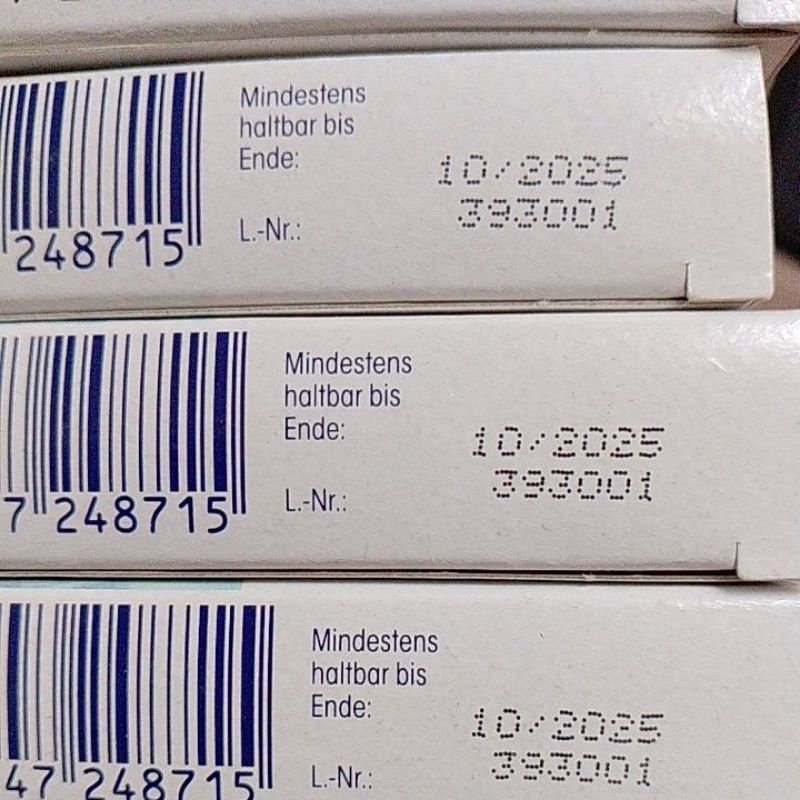 Mindestens
haltbar bis
Ende:
10/2025
L.-Nr.:
393001
248715
Mindestens
haltbar bis
Ende:
10/2025
L.-Nr.:
393001
7 248715
Mindestens
haltbar bis
Ende:
10/2025
L.-Nr.:
393001
47 248715